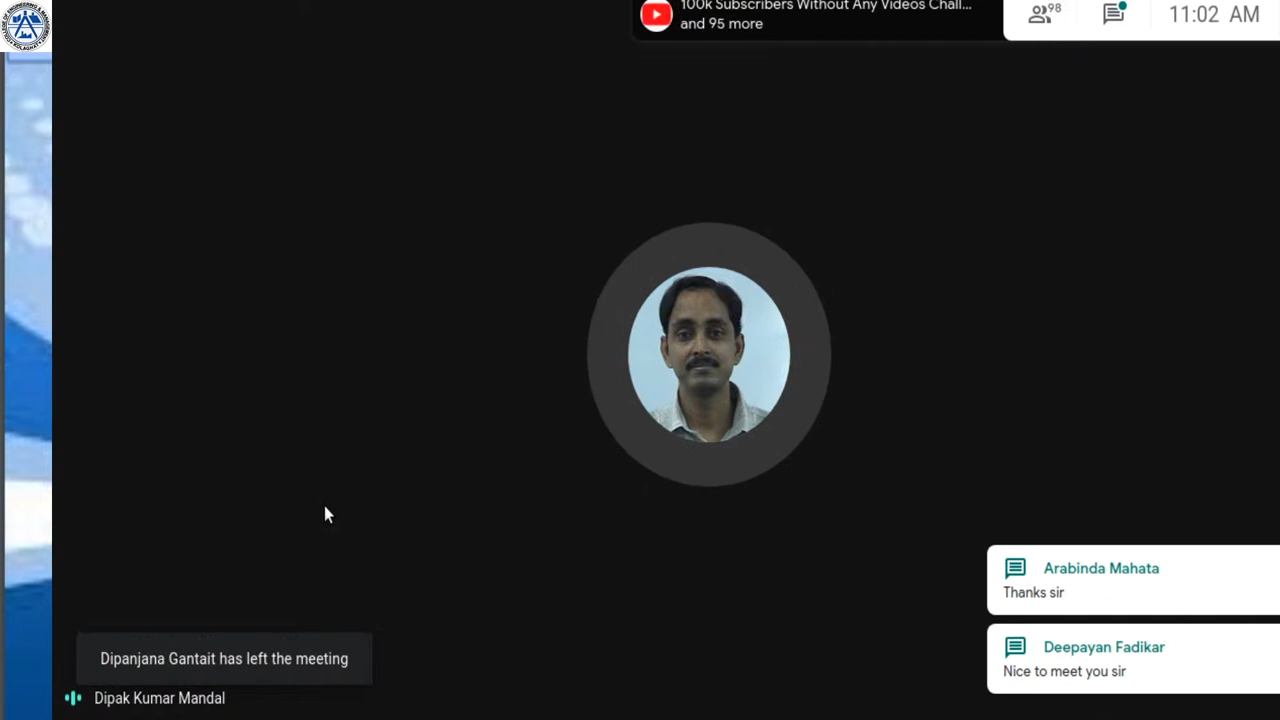 100k Subscribers Without Any Videos Chall...
and 95 more
98
11:02 AM
Arabinda Mahata
Thanks sir
Deepayan Fadikar
Nice to meet you sir
Dipanjana Gantait has left the meeting
Dipak Kumar Mandal